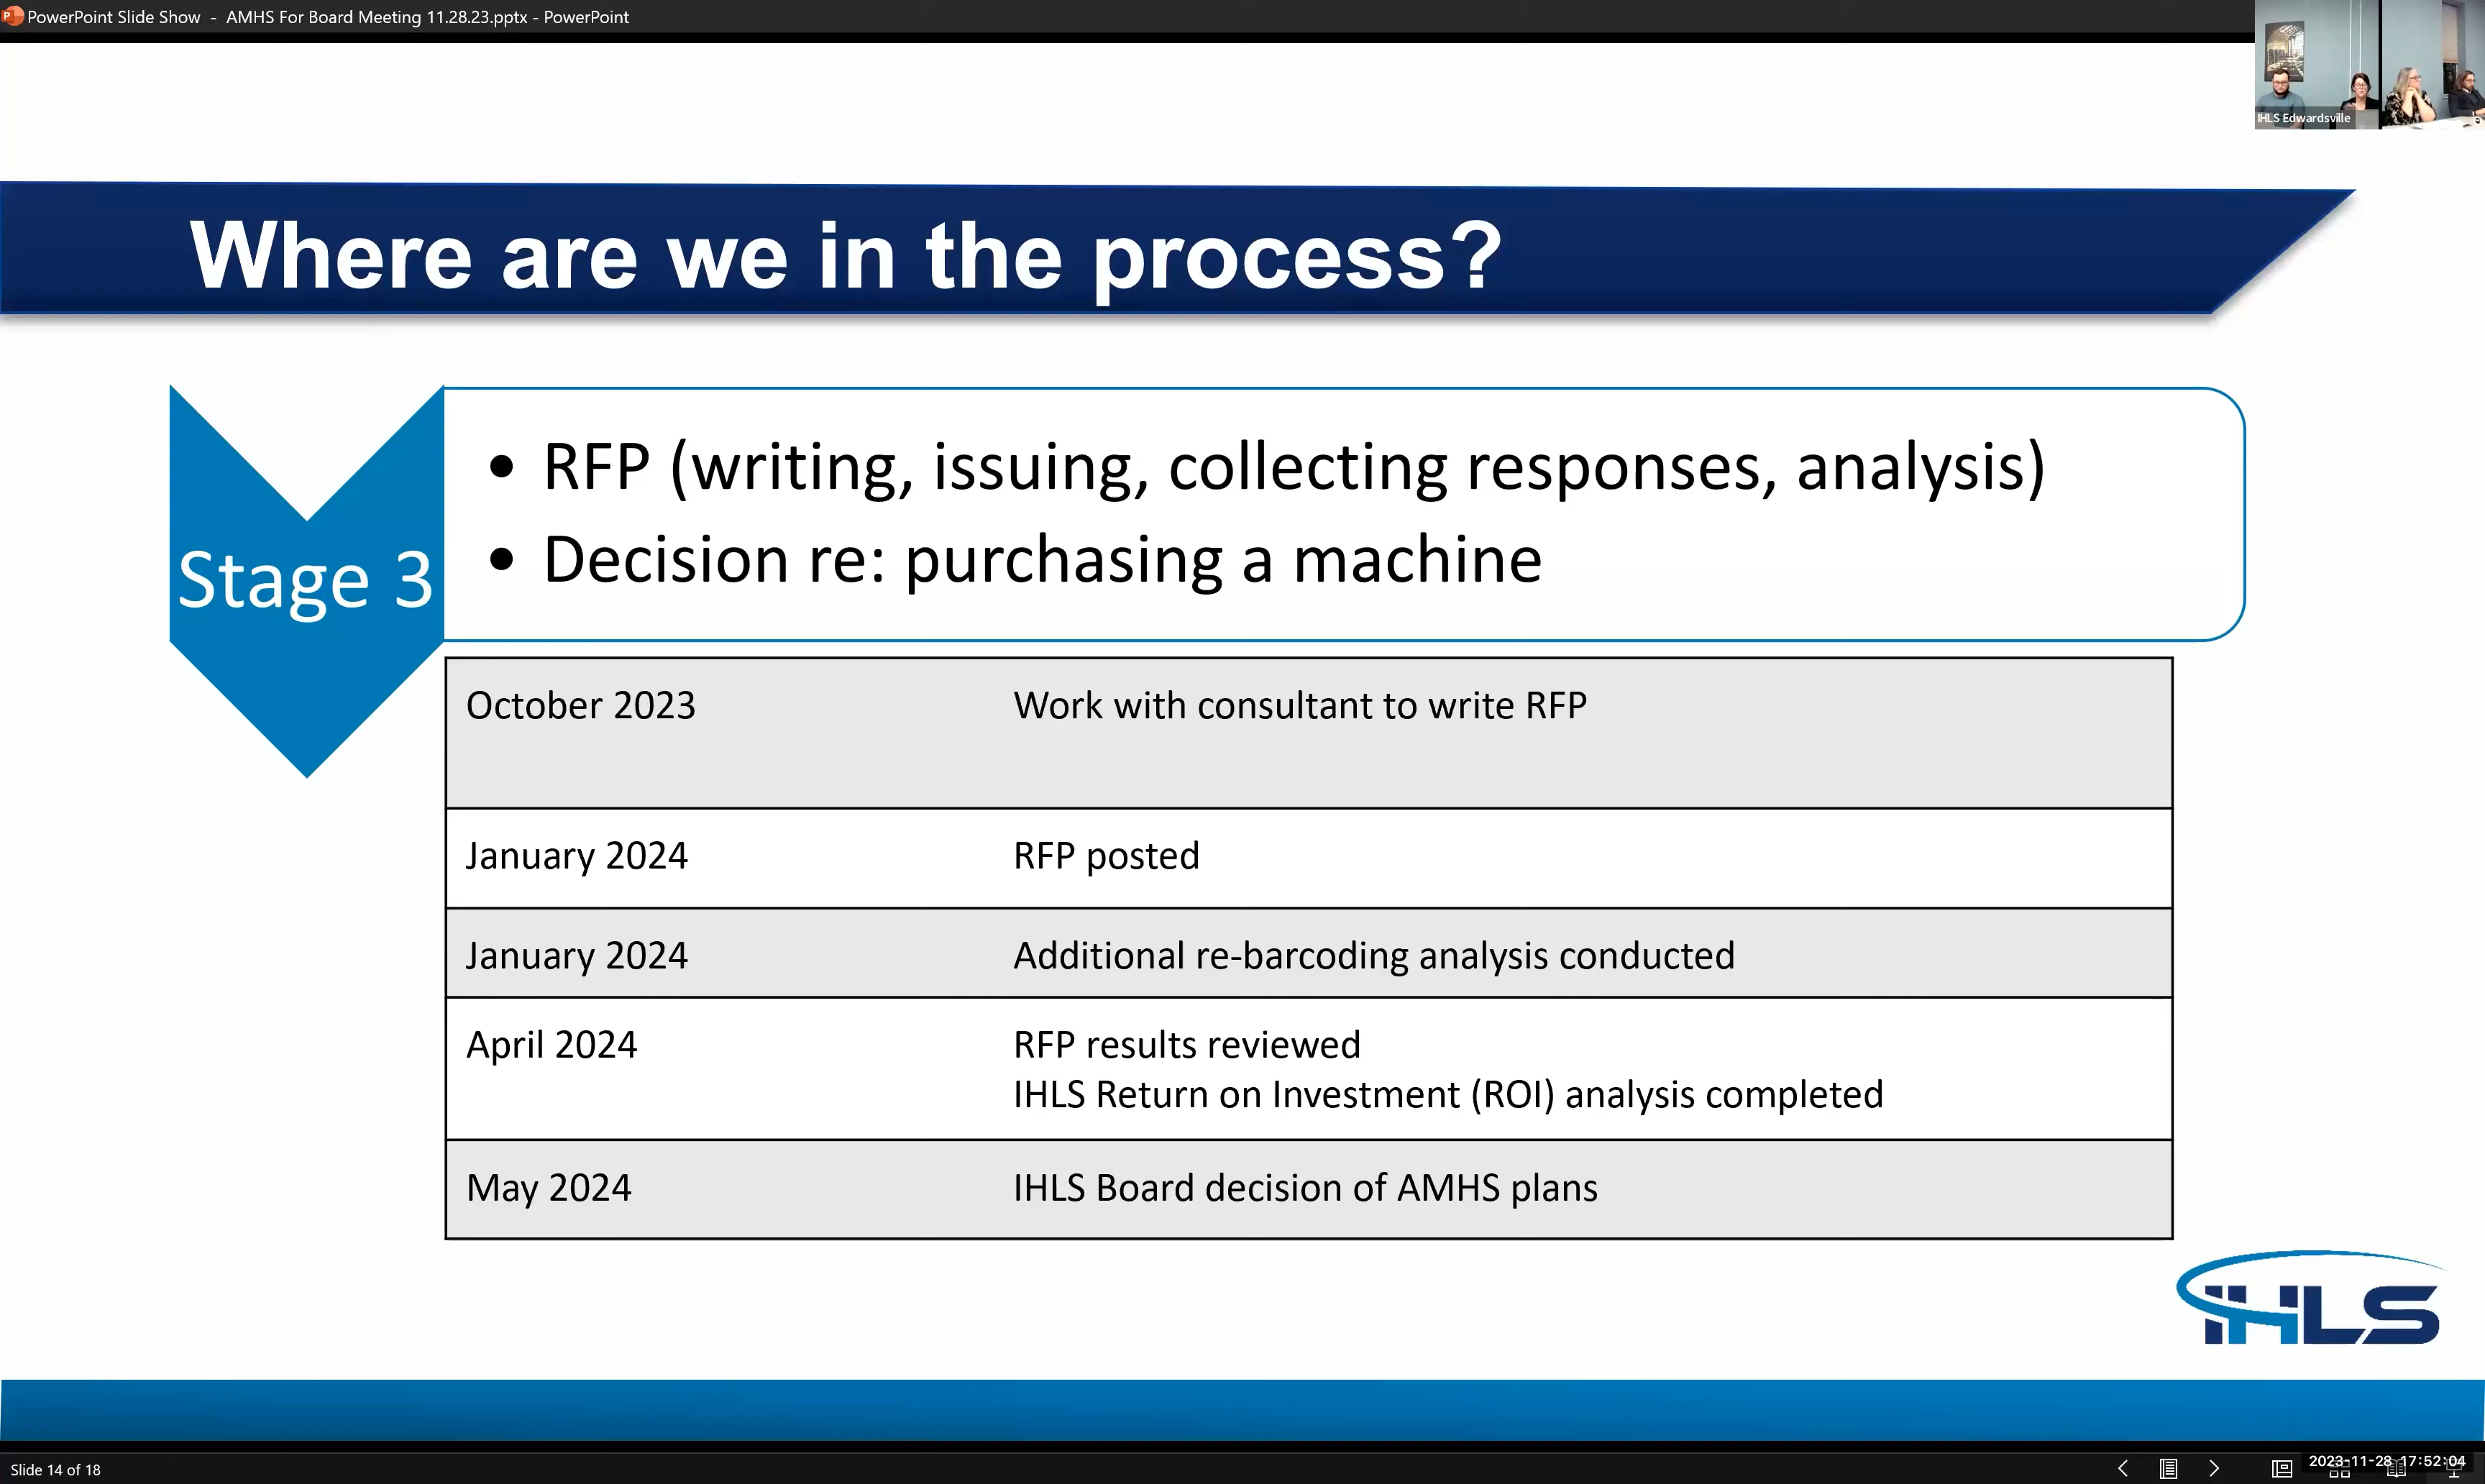 PowerPoint Slide Show - AMHS For Board Meeting 11.28.23.pptx - PowerPoint
IHLS Edwardsville
Where are we in the process?
Stage 3
• RFP (writing, issuing, collecting responses, analysis)
• Decision re: purchasing a machine
October 2023 Work with consultant to write RFP
January 2024 RFP posted
January 2024 Additional re-barcoding analysis conducted
April 2024 RFP results reviewed
IHLS Return on Investment (ROI) analysis completed
May 2024 IHLS Board decision of AMHS plans
IHLS
Slide 14 of 18
2023-11-28 17:52:04